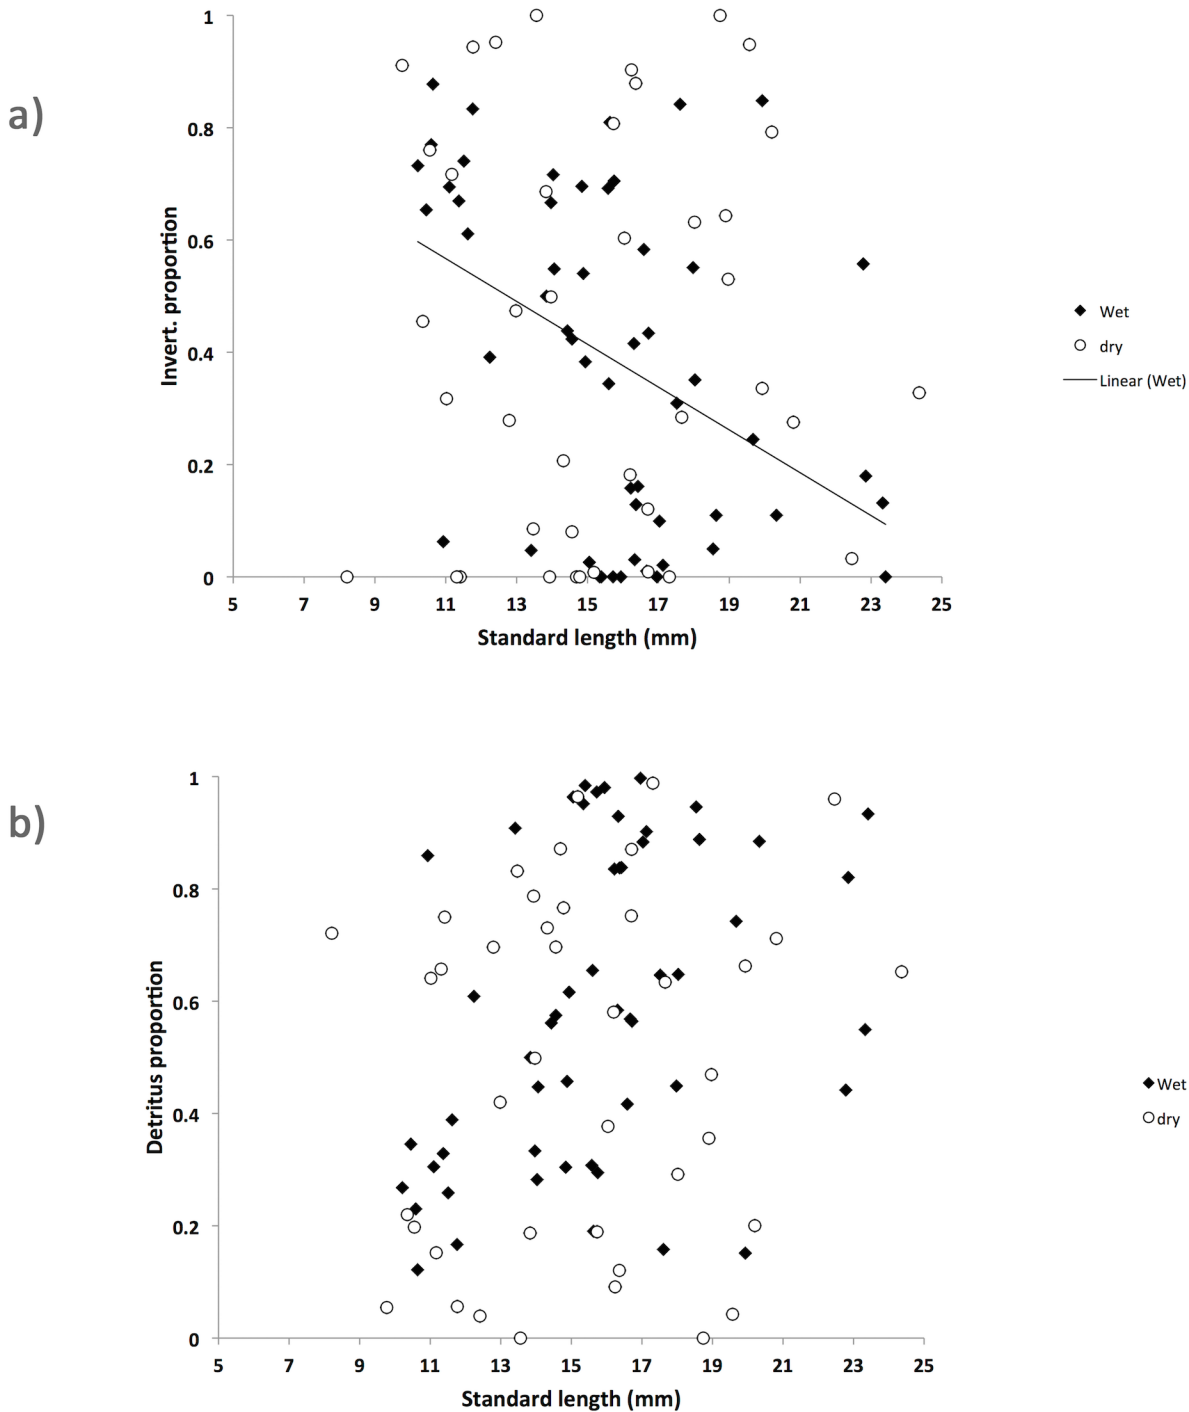 a)
Invert. proportion
1
0.8
0.6
0.4
0.2
0
5 7 9 11 13 15 17 19 21 23 25
Standard length (mm)
Wet
dry
Linear (Wet)
b)
Detritus proportion
1
0.8
0.6
0.4
0.2
0
5 7 9 11 13 15 17 19 21 23 25
Standard length (mm)
Wet
dry